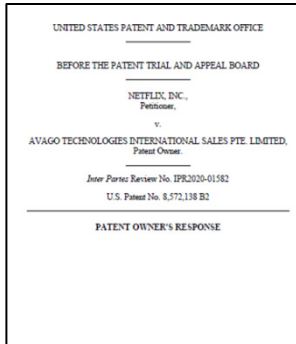 UNITED STATES PATENT AND TRADEMARK OFFICE
BEFORE THE PATENT TRIAL AND APPEAL BOARD
NETFLIX, INC.,
Petitioner,
v.
AVAGO TECHNOLOGIES INTERNATIONAL SALES PTE. LIMITED,
Patent Owner.
Inter Partes Review No. IPR2020-01582
U.S. Patent No. 8,572,138 B2
PATENT OWNER'S RESPONSE